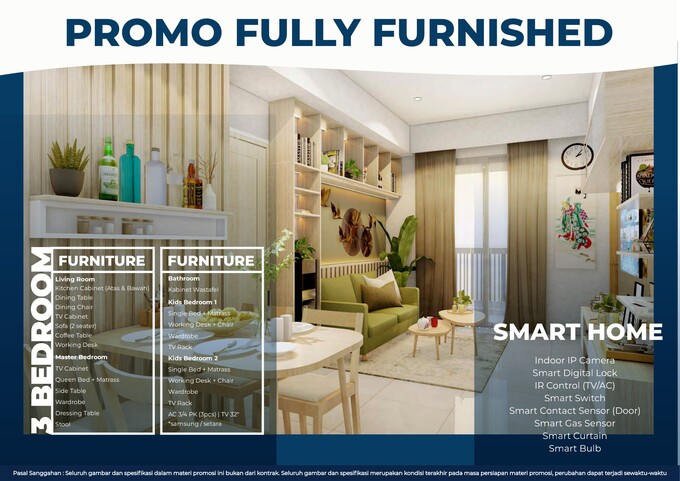 PROMO FULLY FURNISHED
3 BEDROOM
FURNITURE
Living Room
Kitchen Cabinet (Atas & Bawah)
Dining Table
Dining Chair
TV Cabinet
Sofa (2 seater)
Coffee Table
Working Desk
Master Bedroom
TV Cabinet
Queen Bed + Matrass
Side Table
Wardrobe
Dressing Table
Stool
FURNITURE
Bathroom
Kabinet Wastafel
Kids Bedroom 1
Single Bed + Matrass
Working Desk + Chair
Wardrobe
TV Rack
Kids Bedroom 2
Single Bed + Matrass
Working Desk + Chair
Wardrobe
TV Rack
AC 3/4 PK (3pcs) | TV 32"
*samsung / setara
SMART HOME
Indoor IP Camera
Smart Digital Lock
IR Control (TV/AC)
Smart Switch
Smart Contact Sensor (Door)
Smart Gas Sensor
Smart Curtain
Smart Bulb
Pasal Sanggahan : Seluruh gambar dan spesifikasi dalam materi promosi ini bukan dari kontrak. Seluruh gambar dan spesifikasi merupakan kondisi terakhir pada masa persiapan materi promosi, perubahan dapat terjadi sewaktu-waktu